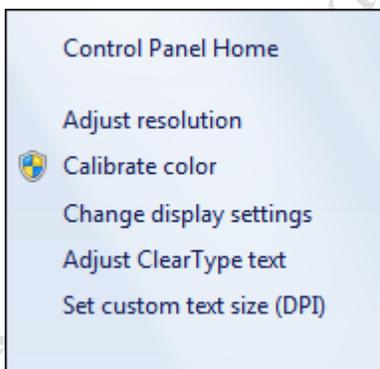 Control Panel Home
Adjust resolution
Calibrate color
Change display settings
Adjust ClearType text
Set custom text size (DPI)